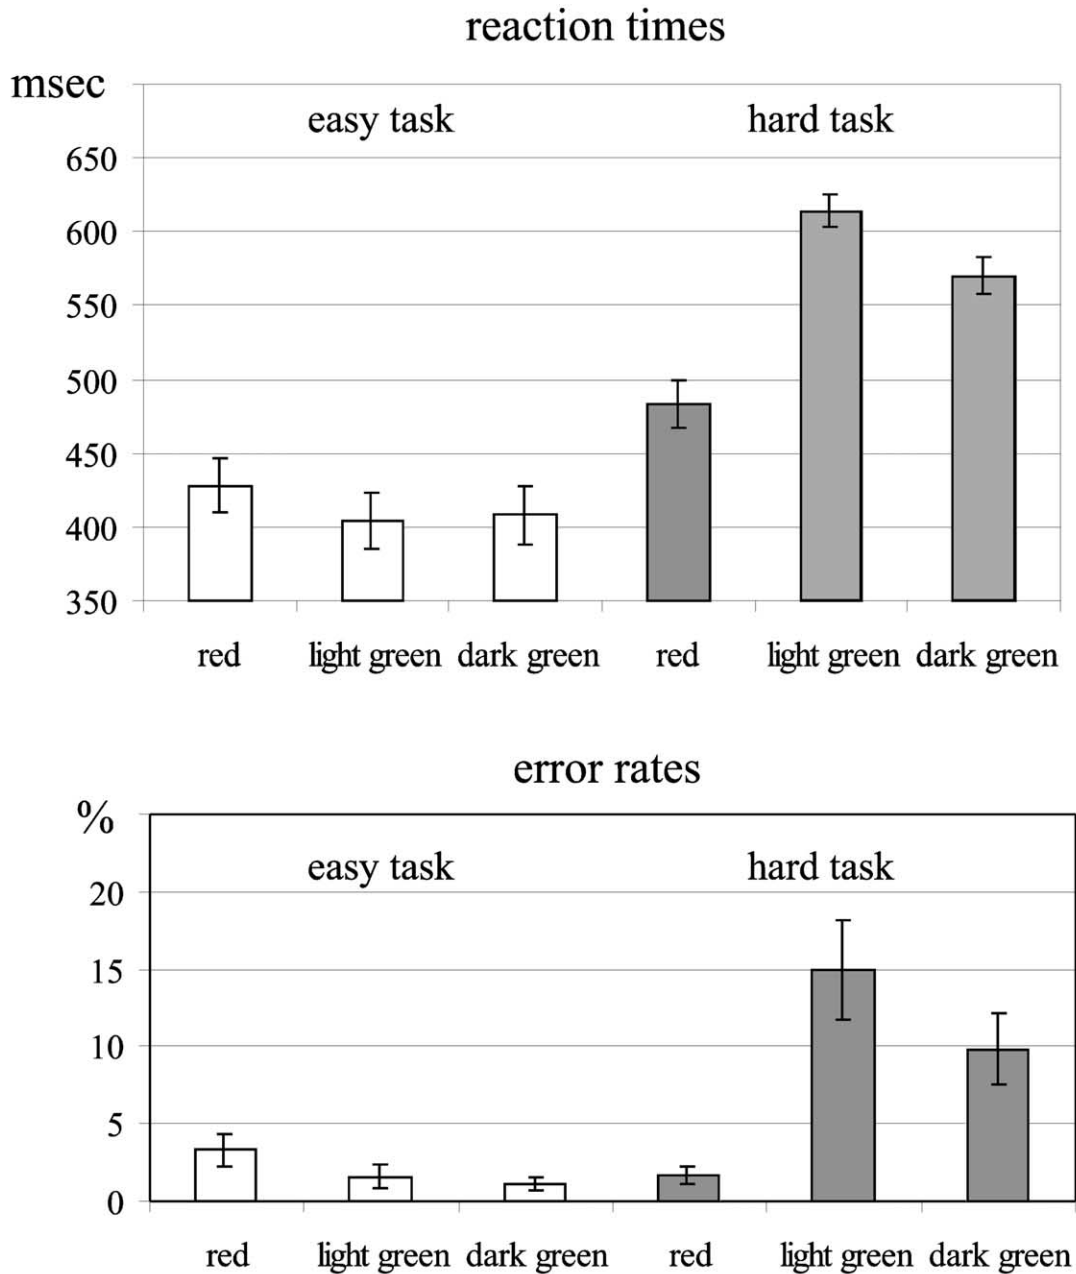 reaction times
msec
easy task hard task
650
600
550
500
450
400
350
red light green dark green red light green dark green
error rates
%
easy task hard task
20
15
10
5
0
red light green dark green red light green dark green